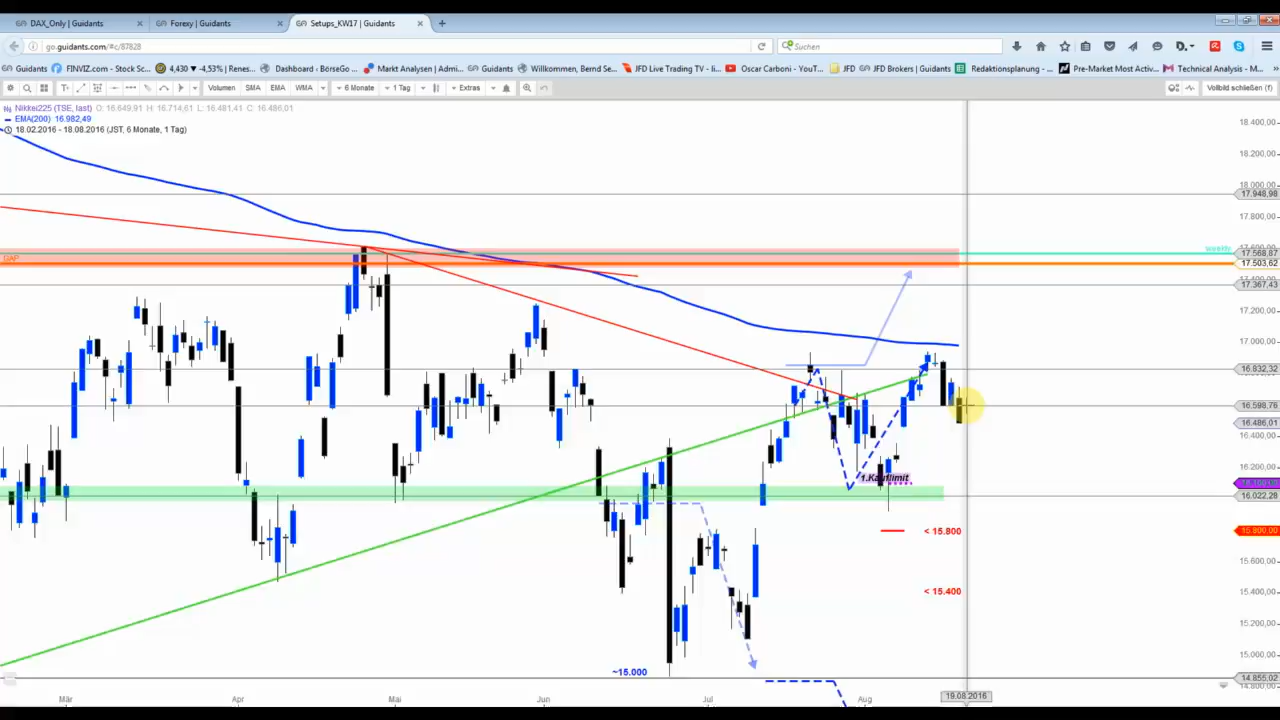 DAX_Only | Guidants
Forexy | Guidants
Setups_KW17 | Guidants
go.guidants.com/#c/87828
Suchen
Guidants
FINVIZ.com - Stock Sc...
4,430 ▾ -4,53% | Renes...
Dashboard ‹ BörseGo ...
Markt Analysen | Admi...
Guidants
Willkommen, Bernd Se...
JFD Live Trading TV - li...
Oscar Carboni - YouT...
JFD
JFD Brokers | Guidants
Redaktionsplanung - ...
Pre-Market Most Activ...
Technical Analysis - M...
Volumen
SMA
EMA
WMA
6 Monate
1 Tag
Extras
Vollbild schließen (f)
Nikkei225 (TSE, last) O: 16.649,91 H: 16.714,61 L: 16.481,41 C: 16.486,01
EMA(200) 16.982,49
18.02.2016 - 18.08.2016 (JST, 6 Monate, 1 Tag)
18.400,00
18.200,00
18.000,00
17.948,98
17.800,00
weekly
17.568,87
GAP
17.503,62
17.367,43
17.200,00
17.000,00
16.832,32
16.598,76
16.486,01
16.400,00
16.200,00
1.Kauflimit
16.022,28
< 15.800
15.800,00
15.600,00
< 15.400
15.400,00
15.200,00
15.000,00
~15.000
14.855,02
14.800,00
Mär
Apr
Mai
Jun
Jul
Aug
19.08.2016